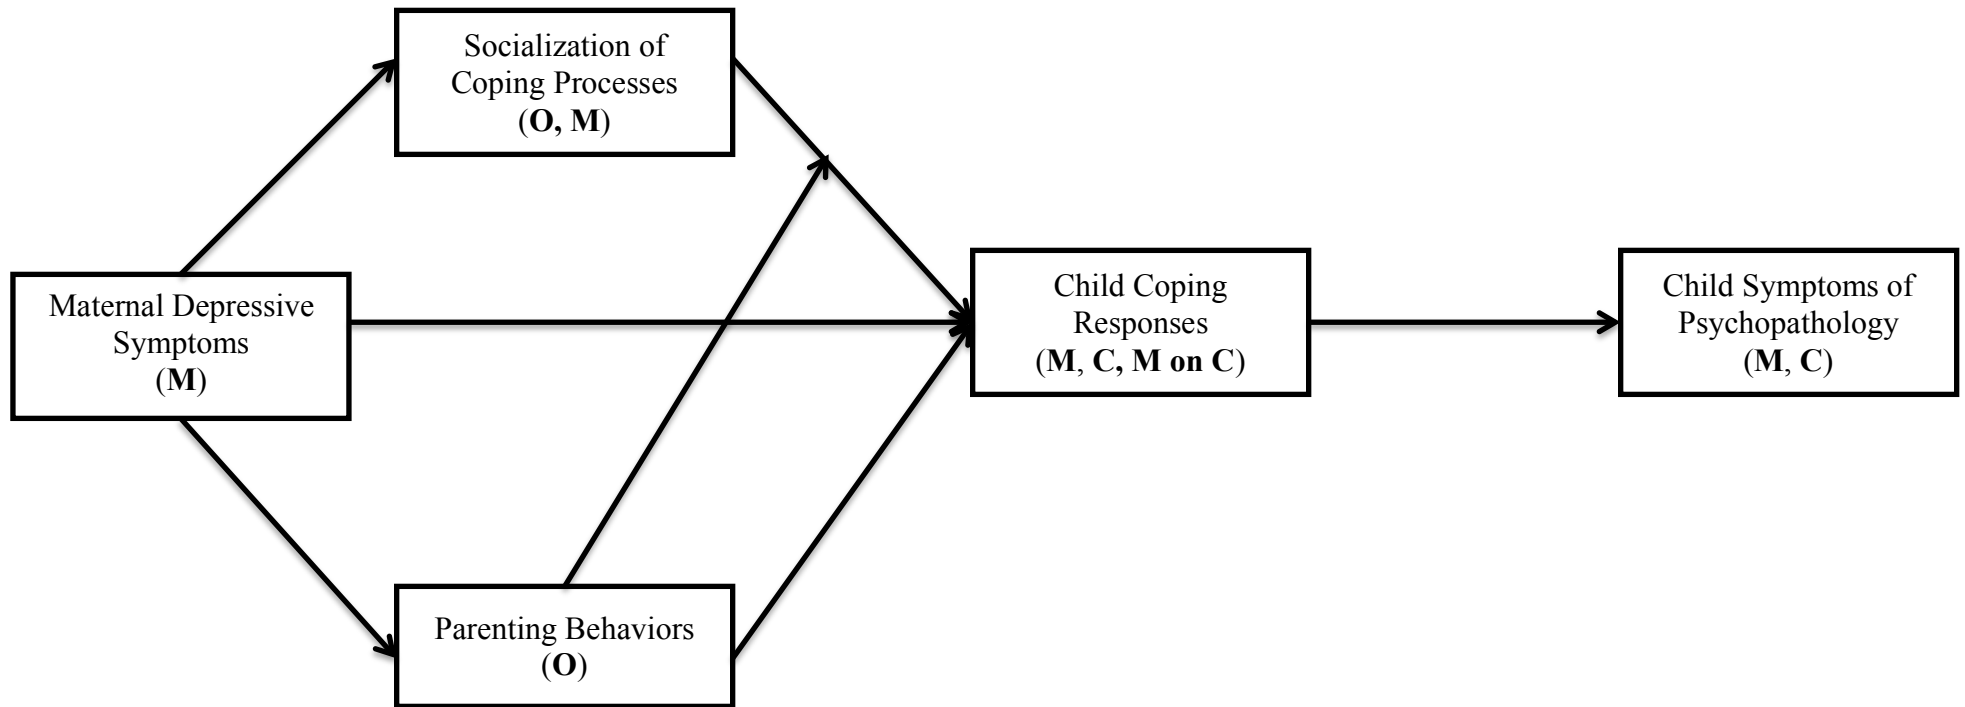 Socialization of
Coping Processes
(O, M)
Maternal Depressive
Symptoms
(M)
Parenting Behaviors
(O)
Child Coping
Responses
(M, C, M on C)
Child Symptoms of
Psychopathology
(M, C)